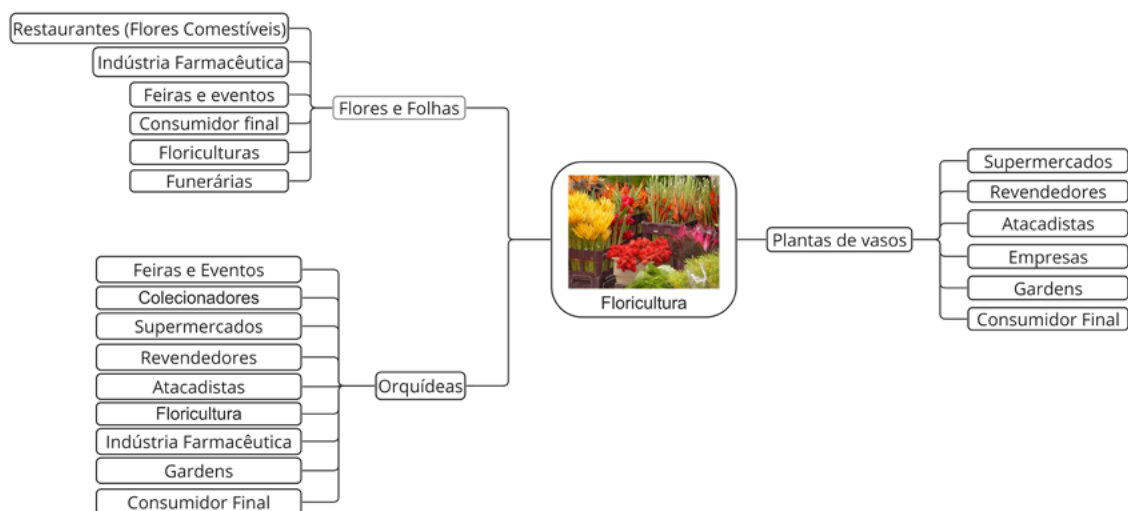 Restaurantes (Flores Comestíveis)
Indústria Farmacêutica
Feiras e eventos
Consumidor final
Floriculturas
Funerárias
Flores e Folhas
Feiras e Eventos
Colecionadores
Supermercados
Revendedores
Atacadistas
Floricultura
Indústria Farmacêutica
Gardens
Consumidor Final
Orquídeas
Floricultura
Plantas de vasos
Supermercados
Revendedores
Atacadistas
Empresas
Gardens
Consumidor Final